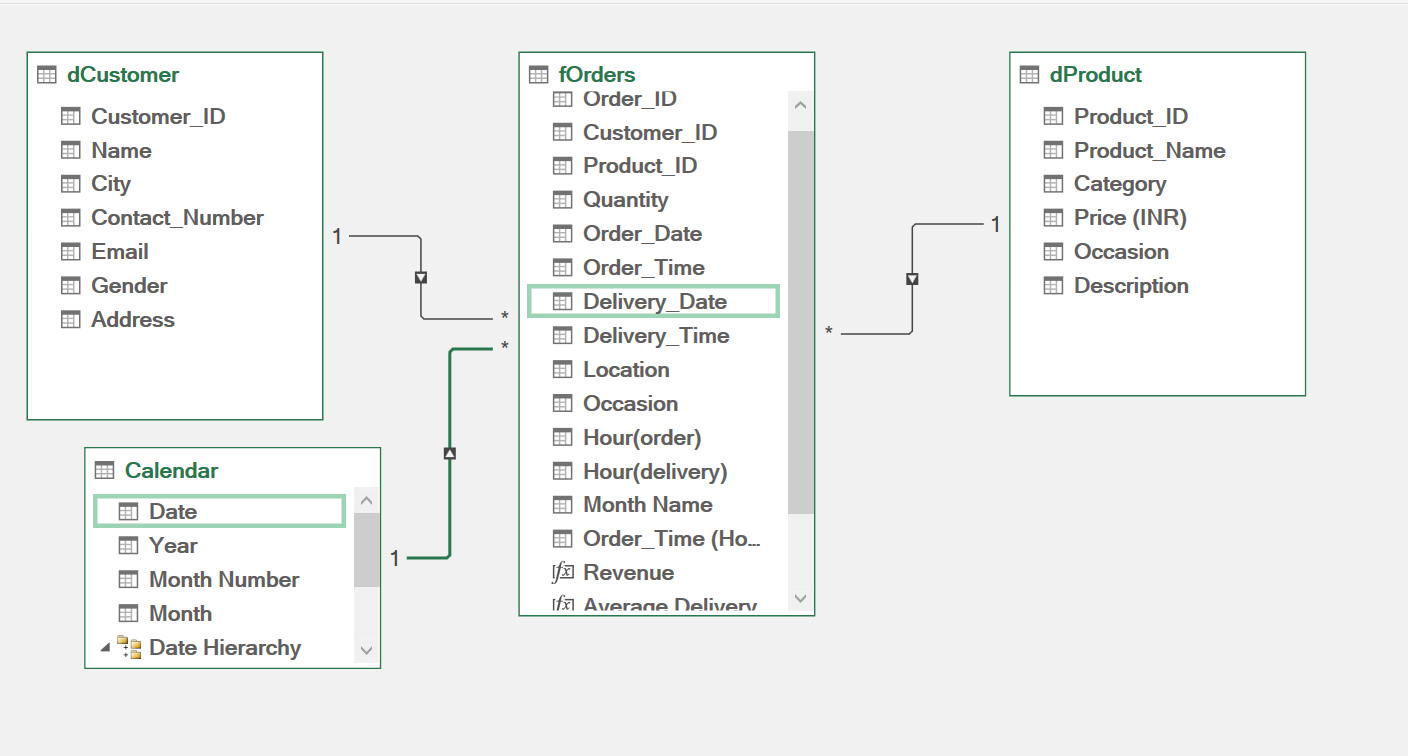 dCustomer
Customer_ID
Name
City
Contact_Number
Email
Gender
Address
1
*
fOrders
Order_ID
Customer_ID
Product_ID
Quantity
Order_Date
Order_Time
Delivery_Date
Delivery_Time
Location
Occasion
Hour(order)
Hour(delivery)
Month Name
Order_Time (Ho...
fx Revenue
fx Average Delivery
dProduct
Product_ID
Product_Name
Category
Price (INR)
Occasion
Description
1
*
Calendar
Date
Year
Month Number
Month
Date Hierarchy
1
*